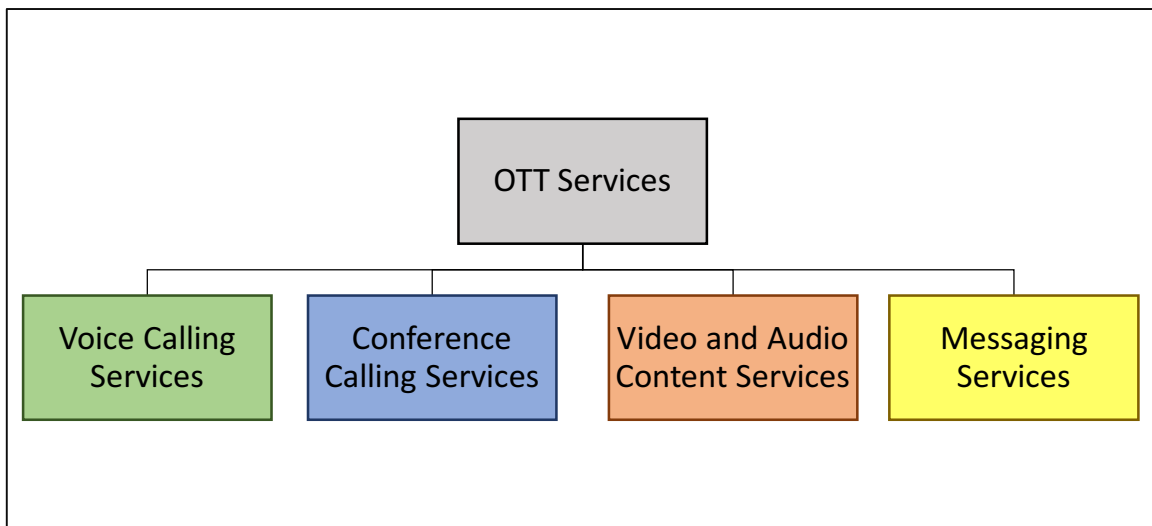 OTT Services
Voice Calling
Services
Conference
Calling Services
Video and Audio
Content Services
Messaging
Services